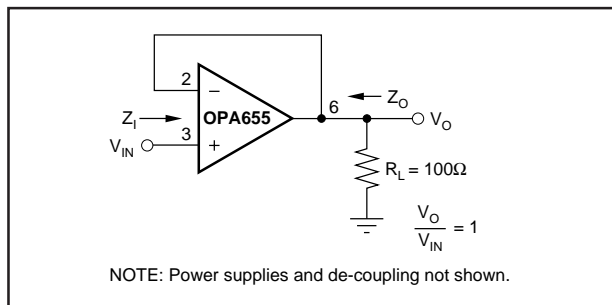 2
−
OPA655
6
Z_O
V_O
Z_I
3
+
V_IN
R_L = 100Ω
V_O
V_IN
= 1
NOTE: Power supplies and de-coupling not shown.